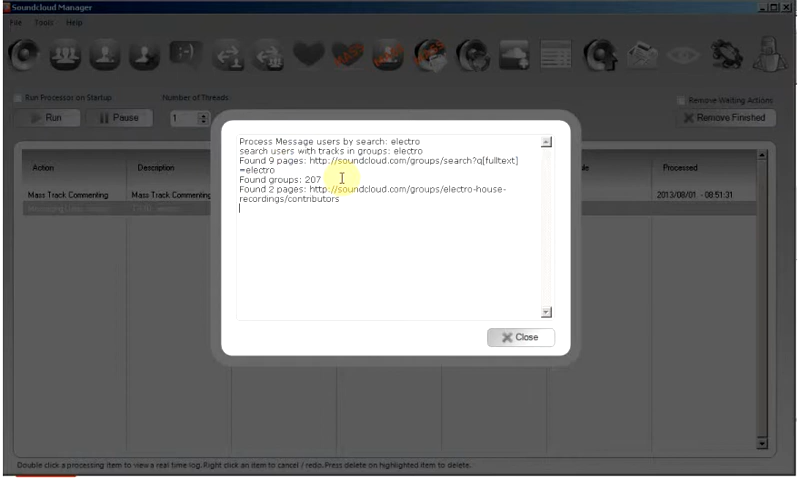 Soundcloud Manager
File Tools Help
Run Processor on Startup
Number of Threads
Remove Waiting Actions
Run
Pause
1
Remove Finished
Process Message users by search: electro
search users with tracks in groups: electro
Found 9 pages: http://soundcloud.com/groups/search?q[fulltext]
=electro
Found groups: 207
Found 2 pages: http://soundcloud.com/groups/electro-house-
recordings/contributors
Close
Action
Description
Processed
Mass Track Commenting
Mass Track Commenting
2013/08/01 - 08:51:31
Double click a processing item to view a real time log. Right click an item to cancel / redo. Press delete on highlighted item to delete.